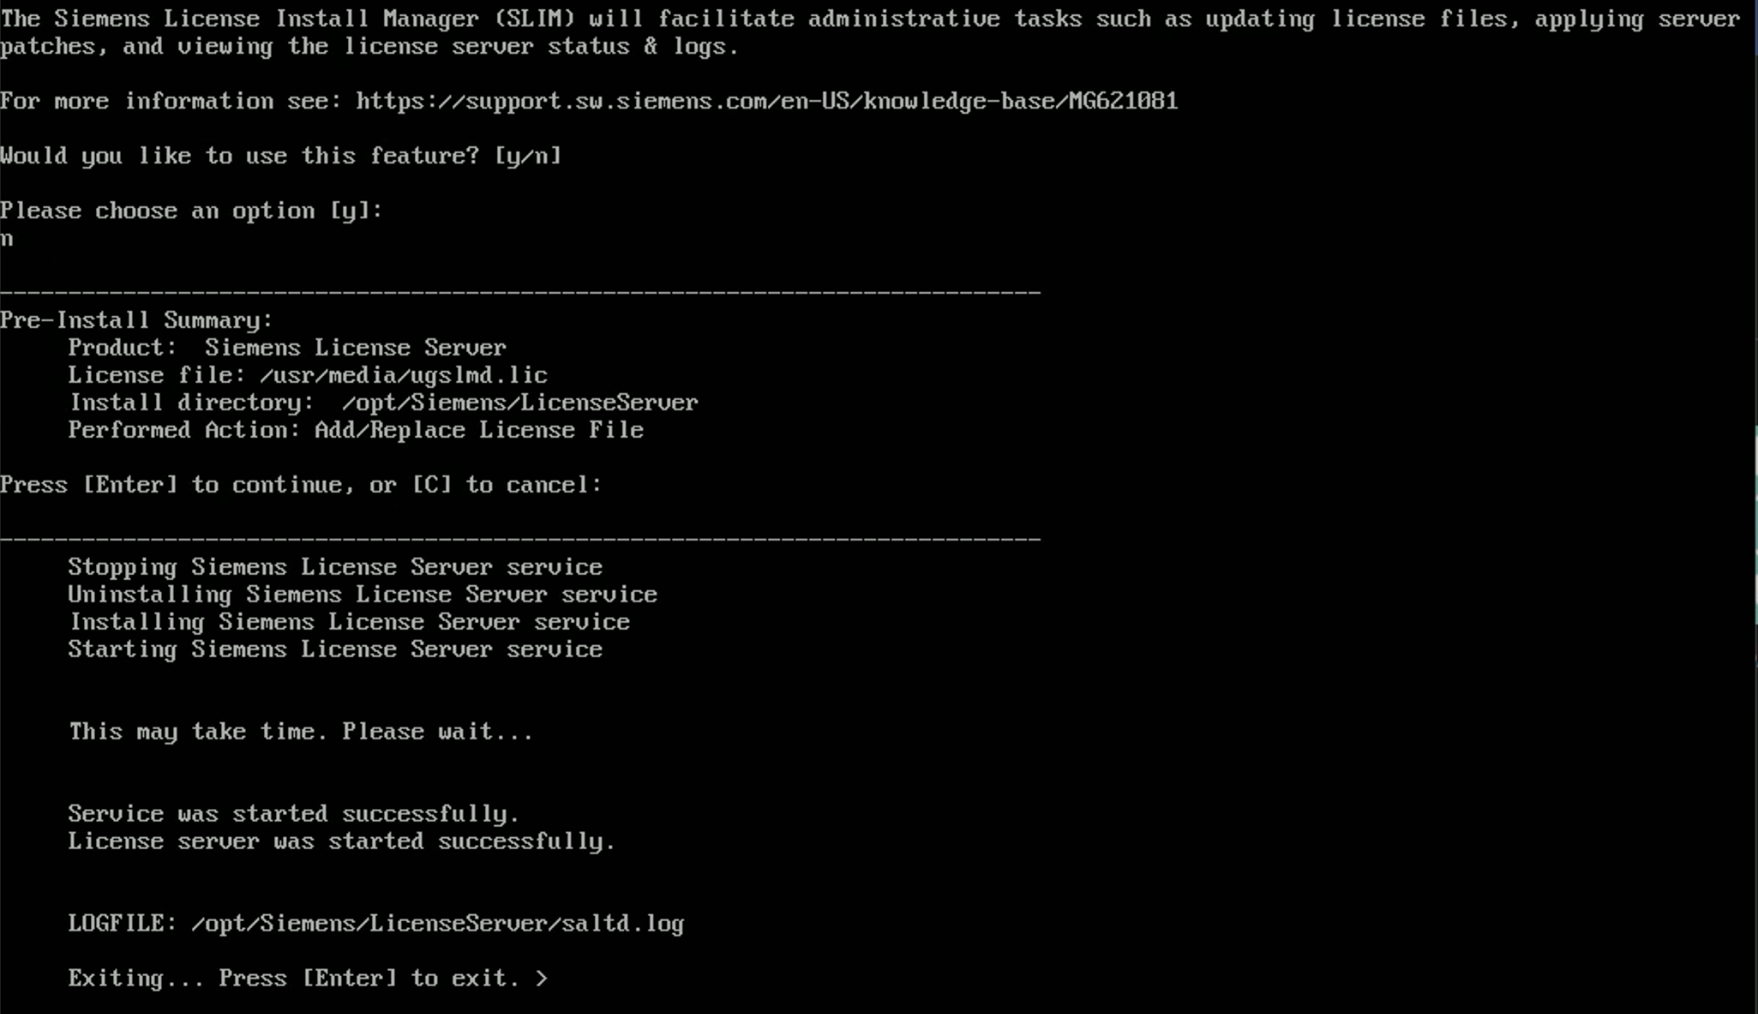 The Siemens License Install Manager (SLIM) will facilitate administrative tasks such as updating license files, applying server
patches, and viewing the license server status & logs.
For more information see: https://support.sw.siemens.com/en-US/knowledge-base/MG621081
Would you like to use this feature? [y/n]
Please choose an option [y]:
n
________________________________________________________________________________
Pre-Install Summary:
Product:  Siemens License Server
License file: /usr/media/ugslmd.lic
Install directory:  /opt/Siemens/LicenseServer
Performed Action: Add/Replace License File
Press [Enter] to continue, or [C] to cancel:
________________________________________________________________________________
Stopping Siemens License Server service
Uninstalling Siemens License Server service
Installing Siemens License Server service
Starting Siemens License Server service
This may take time. Please wait...
Service was started successfully.
License server was started successfully.
LOGFILE: /opt/Siemens/LicenseServer/saltd.log
Exiting... Press [Enter] to exit. >